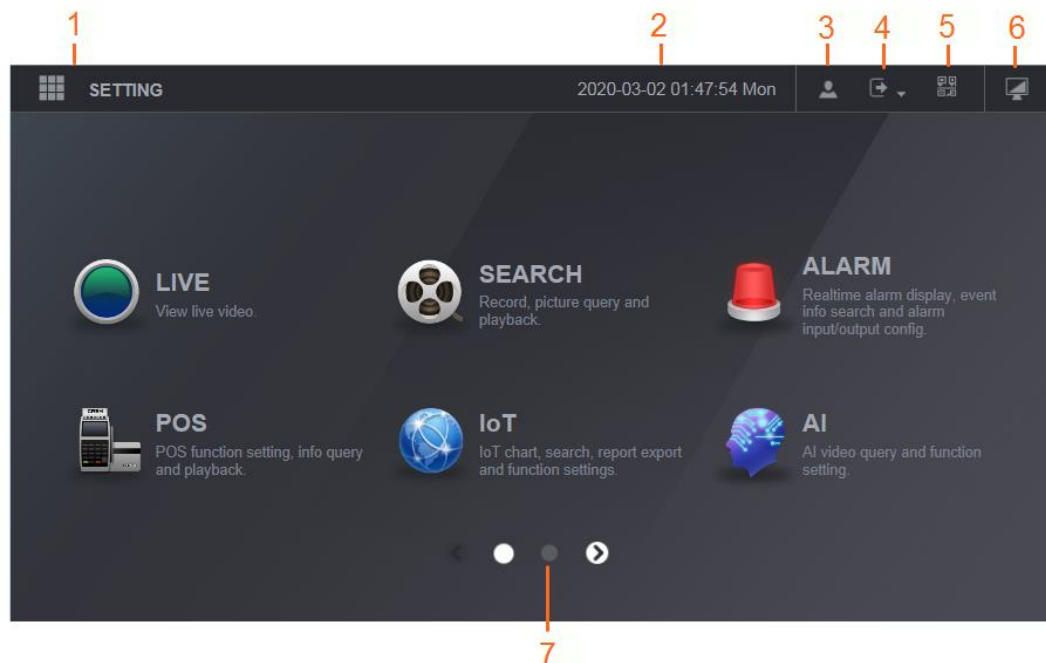 1 2 3 4 5 6
SETTING 2020-03-02 01:47:54 Mon
LIVE
View live video.
SEARCH
Record, picture query and
playback.
ALARM
Realtime alarm display, event
info search and alarm
input/output config.
POS
POS function setting, info query
and playback.
IoT
IoT chart, search, report export
and function settings.
AI
AI video query and function
setting.
7